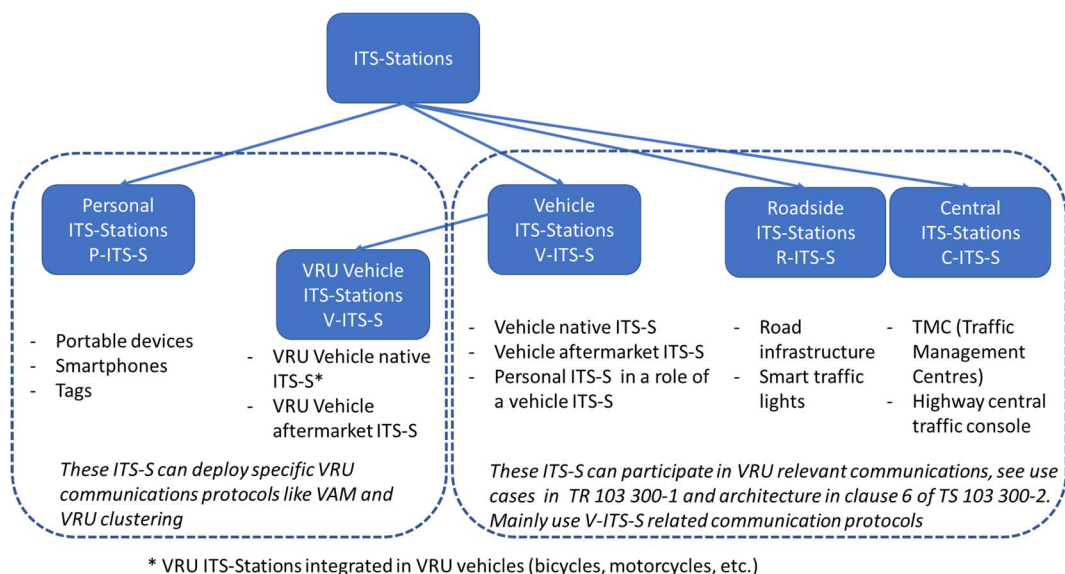 ITS-Stations
Personal
ITS-Stations
P-ITS-S
VRU Vehicle
ITS-Stations
V-ITS-S
Vehicle
ITS-Stations
V-ITS-S
Roadside
ITS-Stations
R-ITS-S
Central
ITS-Stations
C-ITS-S
- Portable devices
- Smartphones
- Tags
- VRU Vehicle native
ITS-S*
- VRU Vehicle
aftermarket ITS-S
- Vehicle native ITS-S
- Vehicle aftermarket ITS-S
- Personal ITS-S in a role of
a vehicle ITS-S
- Road
infrastructure
- Smart traffic
lights
- TMC (Traffic
Management
Centres)
- Highway central
traffic console
These ITS-S can deploy specific VRU
communications protocols like VAM and
VRU clustering
These ITS-S can participate in VRU relevant communications, see use
cases in TR 103 300-1 and architecture in clause 6 of TS 103 300-2.
Mainly use V-ITS-S related communication protocols
* VRU ITS-Stations integrated in VRU vehicles (bicycles, motorcycles, etc.)